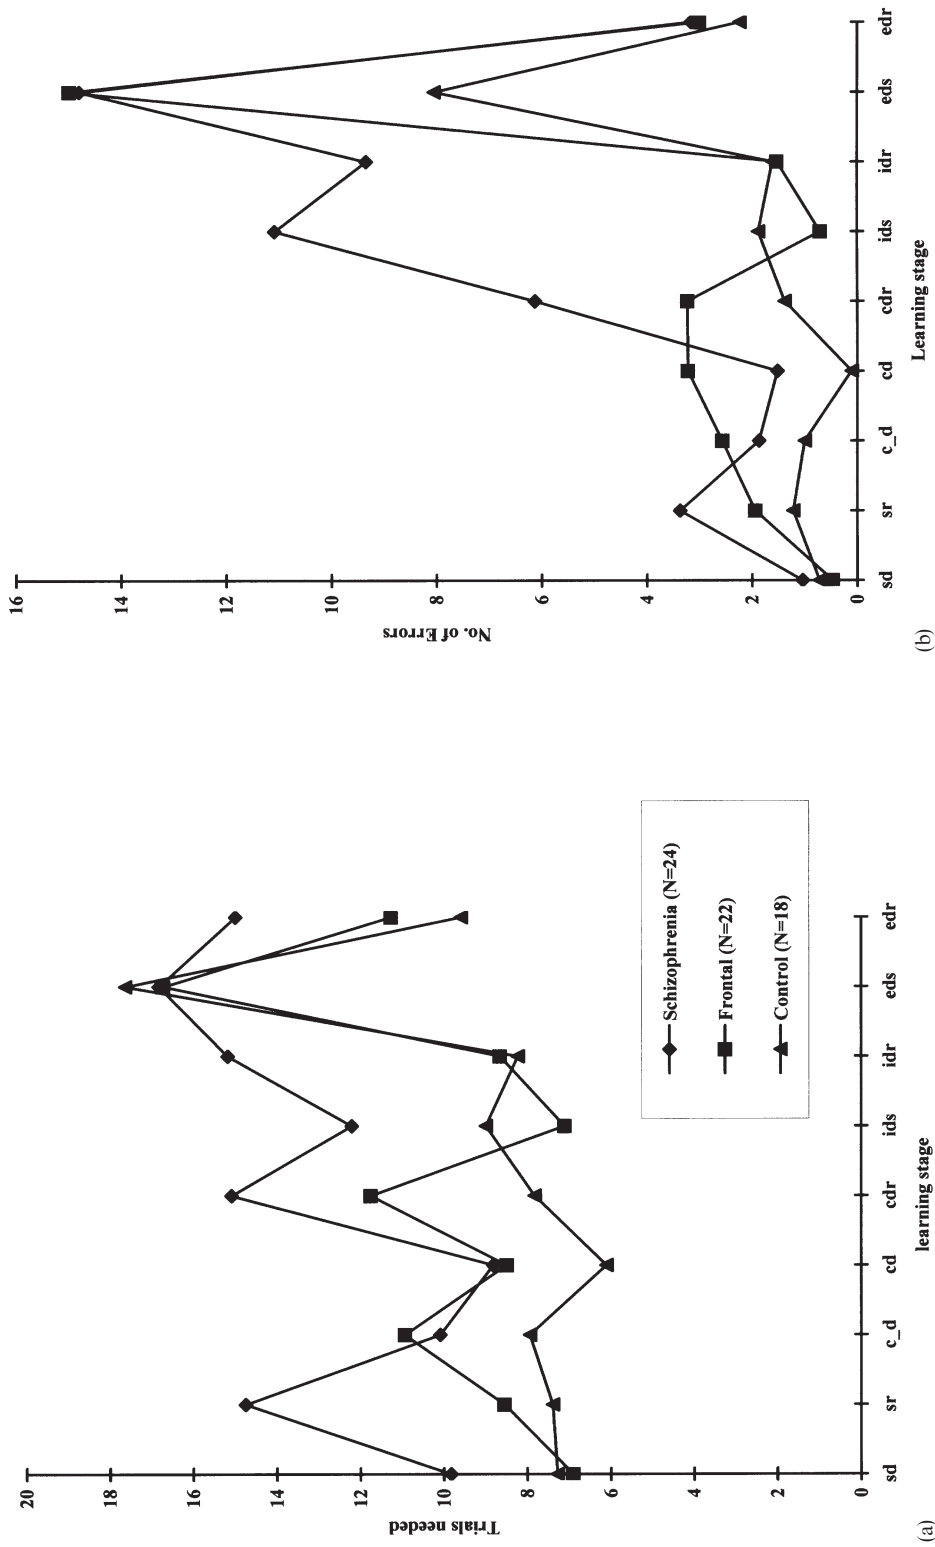 20
18
16
14
12
10
8
6
4
2
0
Trials needed
sd
sr
c_d
cd
cdr
ids
idr
eds
edr
learning stage
Schizophrenia (N=24)
Frontal (N=22)
Control (N=18)
(a)
16
14
12
10
8
6
4
2
0
No. of Errors
sd
sr
c_d
cd
cdr
ids
idr
eds
edr
Learning stage
(b)